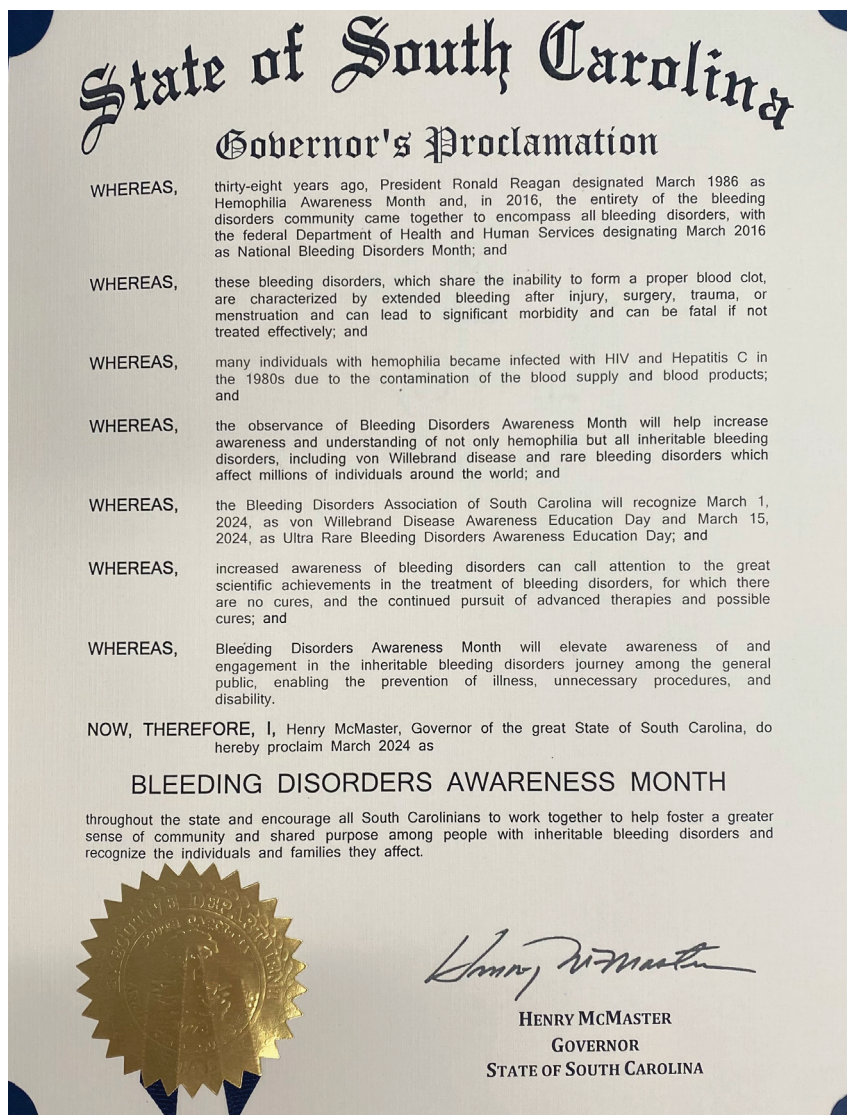 State of South Carolina
Governor's Proclamation
WHEREAS, thirty-eight years ago, President Ronald Reagan designated March 1986 as
Hemophilia Awareness Month and, in 2016, the entirety of the bleeding
disorders community came together to encompass all bleeding disorders, with
the federal Department of Health and Human Services designating March 2016
as National Bleeding Disorders Month; and
WHEREAS, these bleeding disorders, which share the inability to form a proper blood clot,
are characterized by extended bleeding after injury, surgery, trauma, or
menstruation and can lead to significant morbidity and can be fatal if not
treated effectively; and
WHEREAS, many individuals with hemophilia became infected with HIV and Hepatitis C in
the 1980s due to the contamination of the blood supply and blood products;
and
WHEREAS, the observance of Bleeding Disorders Awareness Month will help increase
awareness and understanding of not only hemophilia but all inheritable bleeding
disorders, including von Willebrand disease and rare bleeding disorders which
affect millions of individuals around the world; and
WHEREAS, the Bleeding Disorders Association of South Carolina will recognize March 1,
2024, as von Willebrand Disease Awareness Education Day and March 15,
2024, as Ultra Rare Bleeding Disorders Awareness Education Day; and
WHEREAS, increased awareness of bleeding disorders can call attention to the great
scientific achievements in the treatment of bleeding disorders, for which there
are no cures, and the continued pursuit of advanced therapies and possible
cures; and
WHEREAS, Bleeding Disorders Awareness Month will elevate awareness of and
engagement in the inheritable bleeding disorders journey among the general
public, enabling the prevention of illness, unnecessary procedures, and
disability.
NOW, THEREFORE, I, Henry McMaster, Governor of the great State of South Carolina, do
hereby proclaim March 2024 as
BLEEDING DISORDERS AWARENESS MONTH
throughout the state and encourage all South Carolinians to work together to help foster a greater
sense of community and shared purpose among people with inheritable bleeding disorders and
recognize the individuals and families they affect.
Henry McMaster
HENRY MCMASTER
GOVERNOR
STATE OF SOUTH CAROLINA